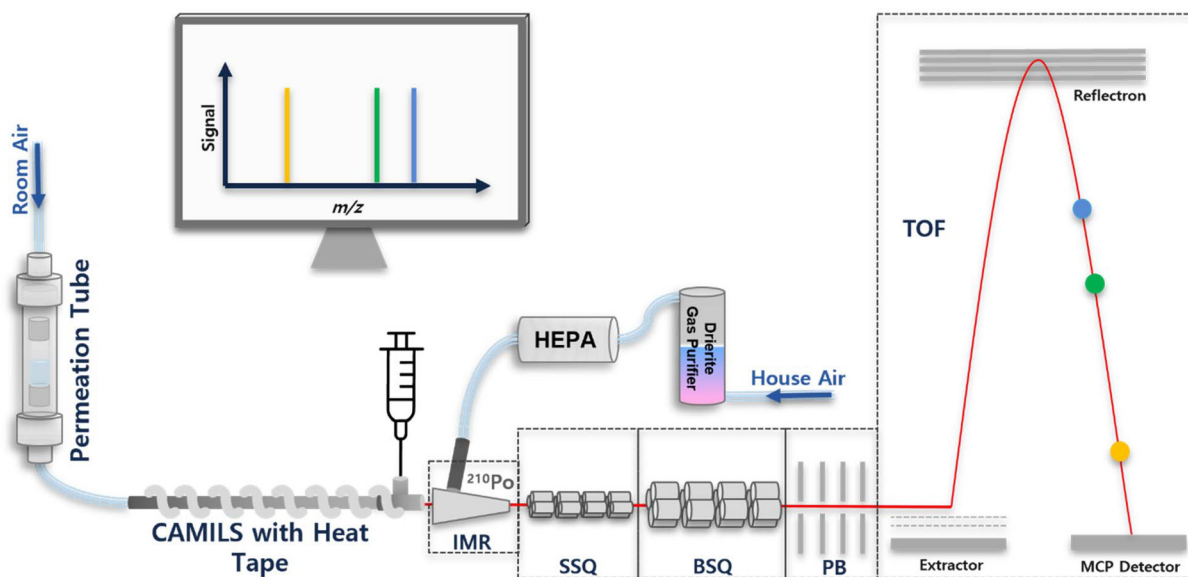 Signal
m/z
Room Air
Permeation Tube
CAMILS with Heat
Tape
HEPA
Drierite
Gas Purifier
House Air
²¹⁰Po
IMR
SSQ
BSQ
PB
TOF
Reflectron
Extractor
MCP Detector